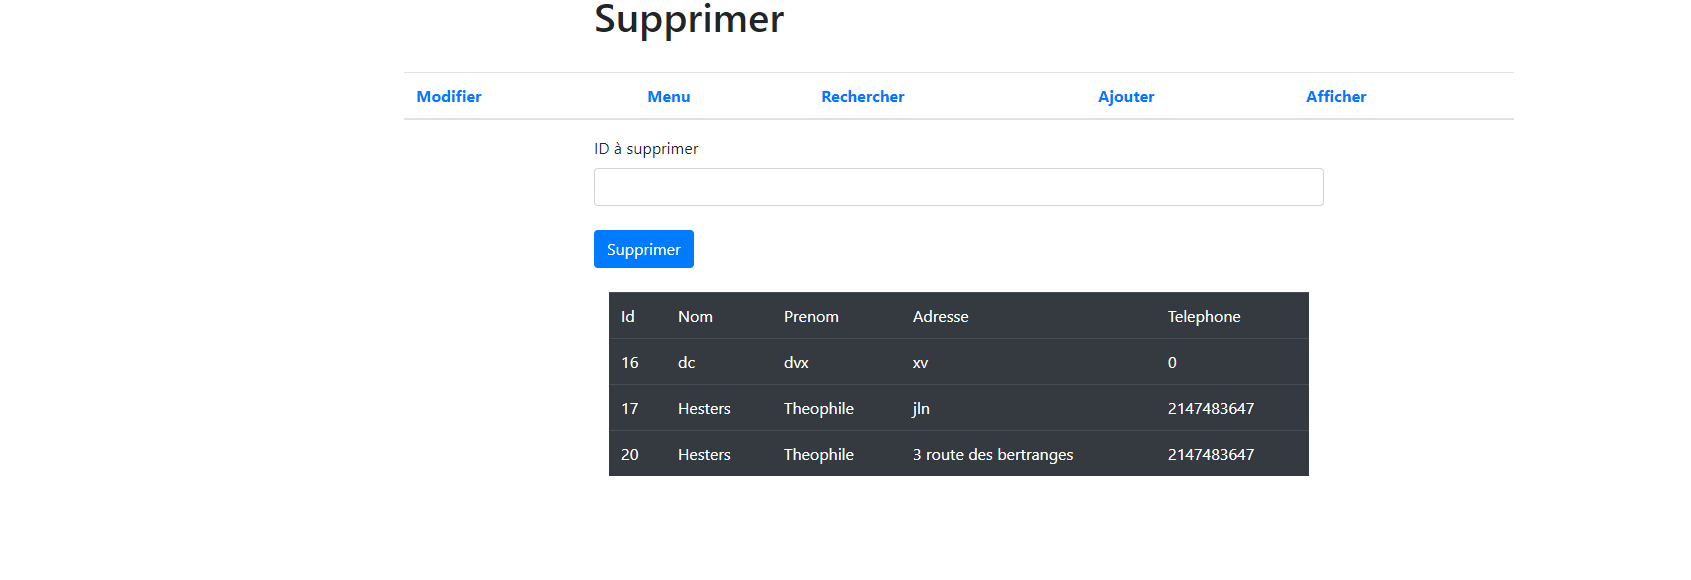 Supprimer
Modifier Menu Rechercher Ajouter Afficher
ID à supprimer
Supprimer
Id Nom Prenom Adresse Telephone
16 dc dvx xv 0
17 Hesters Theophile jln 2147483647
20 Hesters Theophile 3 route des bertranges 2147483647